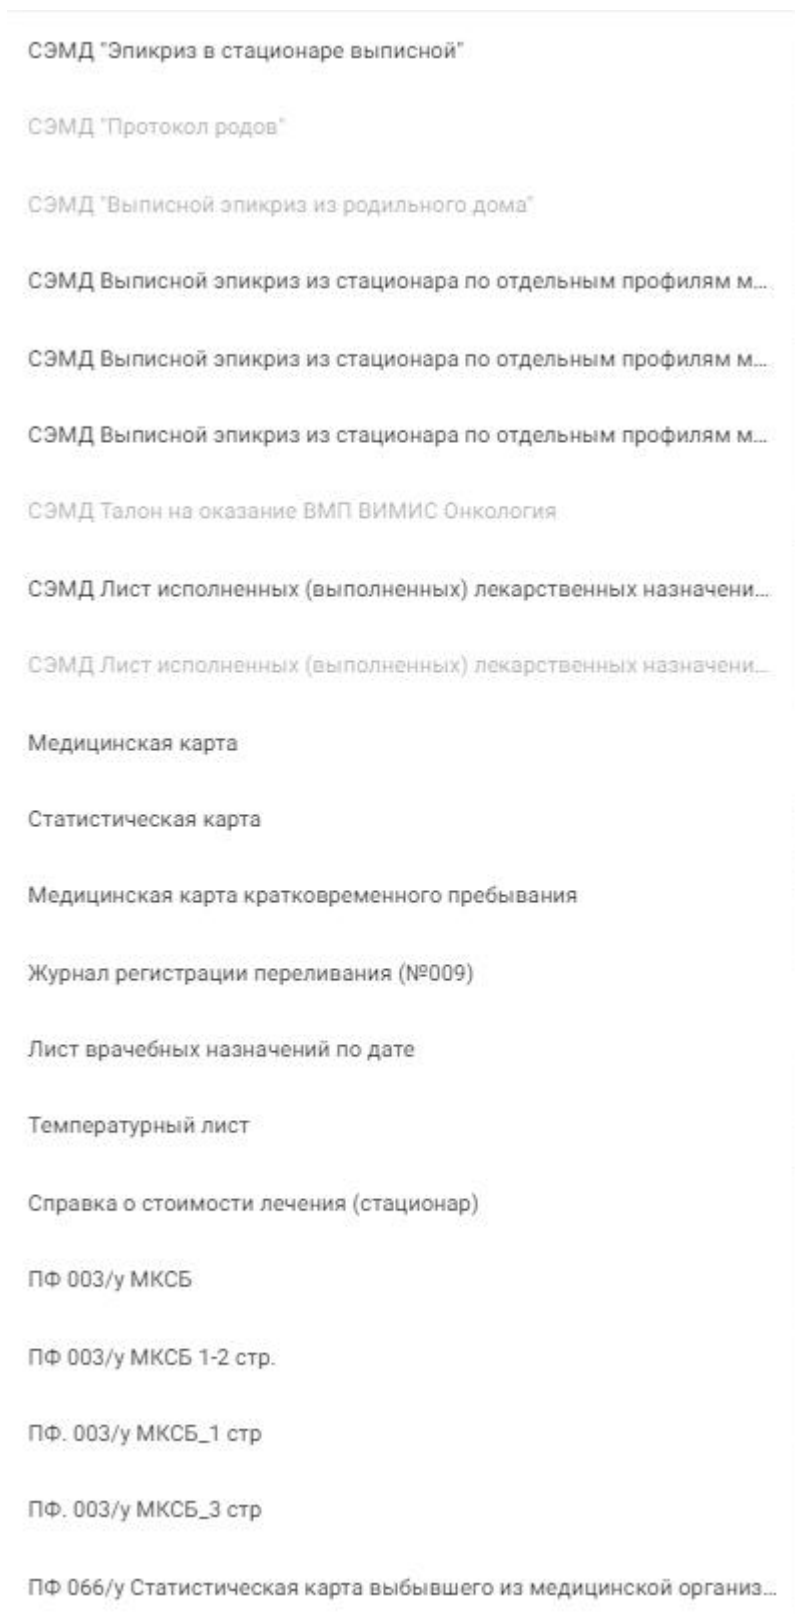 СЭМД "Эпикриз в стационаре выписной"
СЭМД "Протокол родов"
СЭМД "Выписной эпикриз из родильного дома"
СЭМД Выписной эпикриз из стационара по отдельным профилям м...
СЭМД Выписной эпикриз из стационара по отдельным профилям м...
СЭМД Выписной эпикриз из стационара по отдельным профилям м...
СЭМД Талон на оказание ВМП ВИМИС Онкология
СЭМД Лист исполненных (выполненных) лекарственных назначени...
СЭМД Лист исполненных (выполненных) лекарственных назначени...
Медицинская карта
Статистическая карта
Медицинская карта кратковременного пребывания
Журнал регистрации переливания (№009)
Лист врачебных назначений по дате
Температурный лист
Справка о стоимости лечения (стационар)
ПФ 003/у МКСБ
ПФ 003/у МКСБ 1-2 стр.
ПФ. 003/у МКСБ_1 стр
ПФ. 003/у МКСБ_3 стр
ПФ 066/у Статистическая карта выбывшего из медицинской организ...